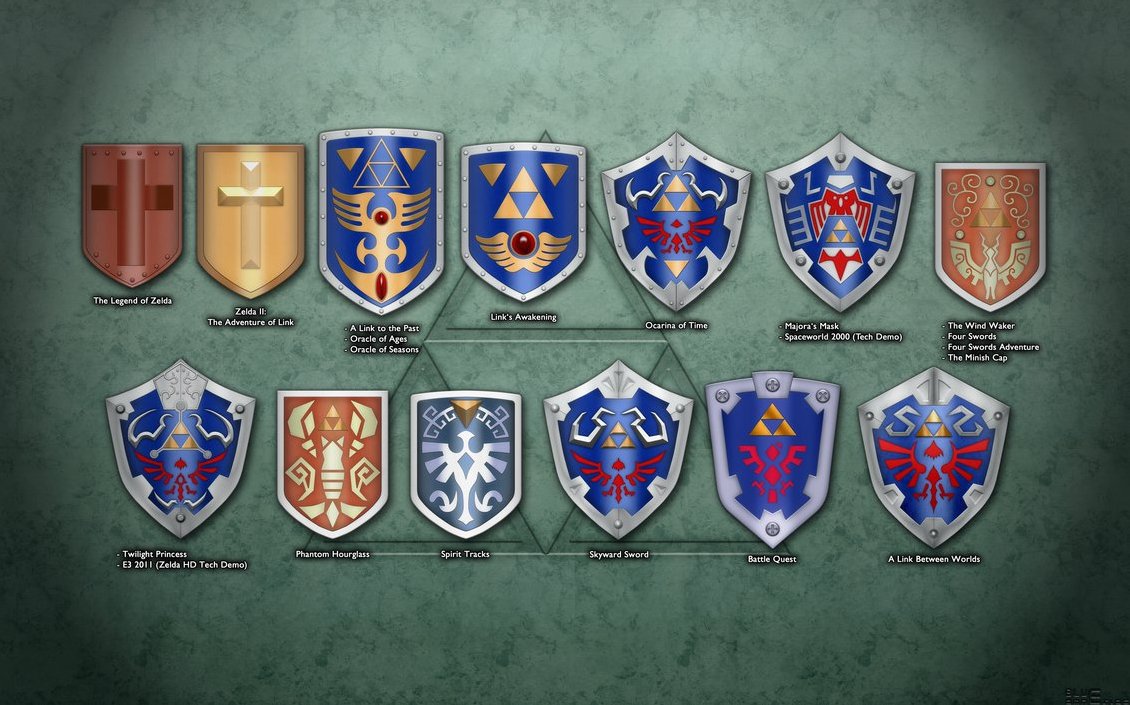 The Legend of Zelda
Zelda II:
The Adventure of Link
- A Link to the Past
- Oracle of Ages
- Oracle of Seasons
Link's Awakening
Ocarina of Time
- Majora's Mask
- Spaceworld 2000 (Tech Demo)
- The Wind Waker
- Four Swords
- Four Swords Adventure
- The Minish Cap
- Twilight Princess
- E3 2011 (Zelda HD Tech Demo)
Phantom Hourglass
Spirit Tracks
Skyward Sword
Battle Quest
A Link Between Worlds